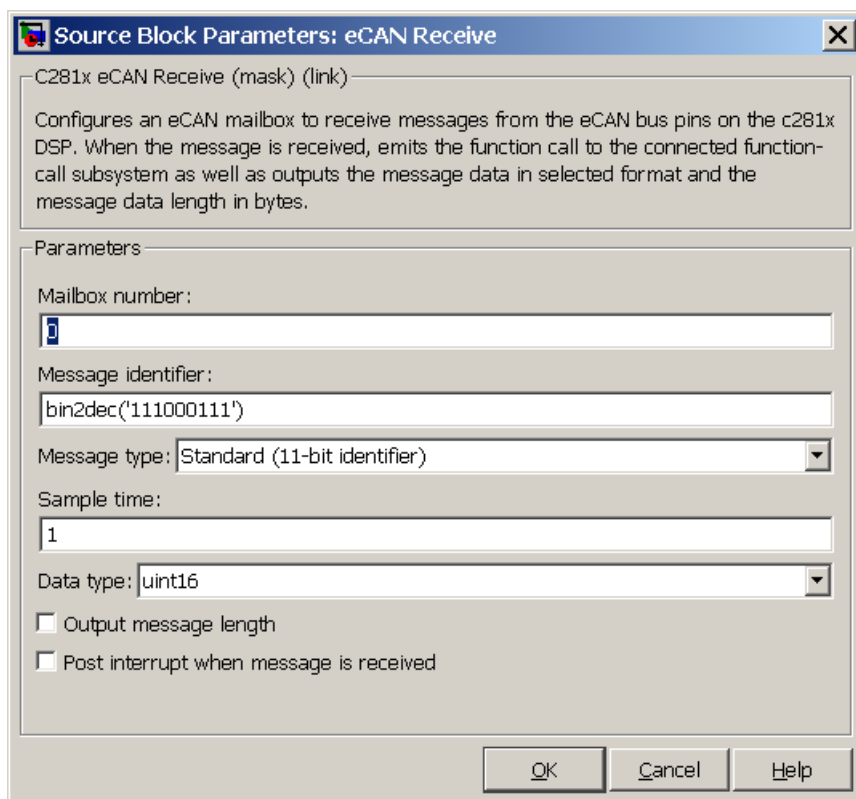 Source Block Parameters: eCAN Receive
C281x eCAN Receive (mask) (link)
Configures an eCAN mailbox to receive messages from the eCAN bus pins on the c281x
DSP. When the message is received, emits the function call to the connected function-
call subsystem as well as outputs the message data in selected format and the
message data length in bytes.
Parameters
Mailbox number:
0
Message identifier:
bin2dec('111000111')
Message type: Standard (11-bit identifier)
Sample time:
1
Data type: uint16
Output message length
Post interrupt when message is received
OK Cancel Help